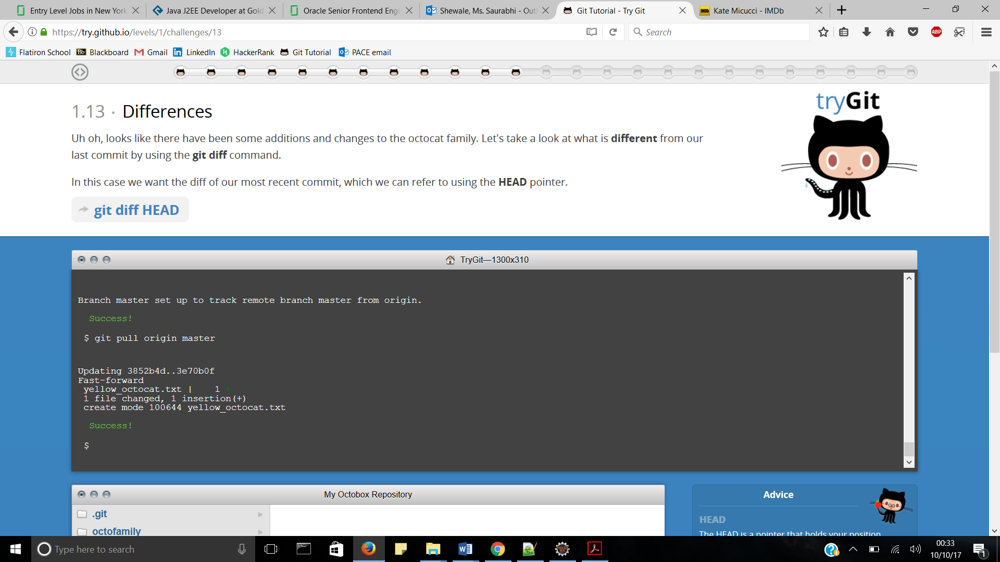 Entry Level Jobs in New York
Java J2EE Developer at Gold
Oracle Senior Frontend Engi
Shewale, Ms. Saurabhi - Out
Git Tutorial - Try Git
IMDb
Kate Micucci - IMDb
https://try.github.io/levels/1/challenges/13
Search
ABP
Flatiron School
Bb
Blackboard
Gmail
in
LinkedIn
HackerRank
Git Tutorial
PACE email
1.13 · Differences
tryGit
Uh oh, looks like there have been some additions and changes to the octocat family. Let's take a look at what is different from our
last commit by using the git diff command.
In this case we want the diff of our most recent commit, which we can refer to using the HEAD pointer.
git diff HEAD
TryGit—1300x310
Branch master set up to track remote branch master from origin.
Success!
$ git pull origin master
Updating 3852b4d..3e70b0f
Fast-forward
yellow_octocat.txt | 1 +
1 file changed, 1 insertion(+)
create mode 100644 yellow_octocat.txt
Success!
$
My Octobox Repository
.git
octofamily
Advice
HEAD
The HEAD is a pointer that holds your position
Type here to search
00:33
10/10/17
1